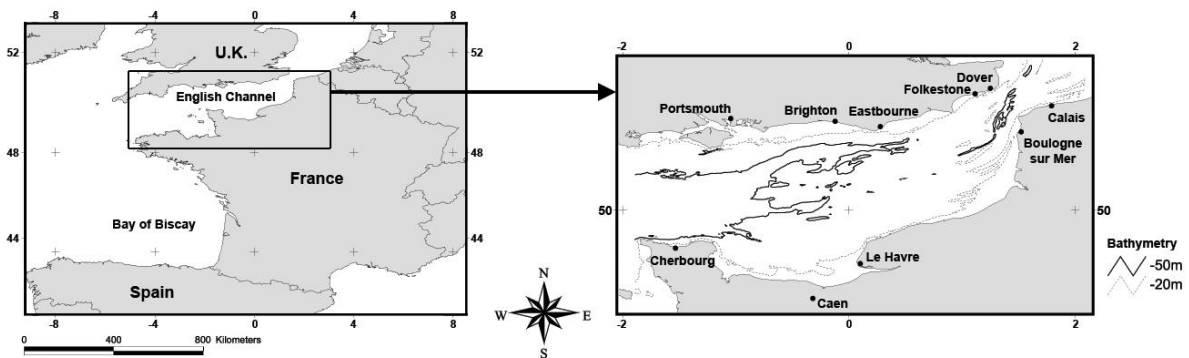 -8 -4 0 4 8
52 52
U.K.
English Channel
48 48
France
Bay of Biscay
44 44
Spain
-8 -4 0 4 8
0 400 800 Kilometers
N
W E
S
-2 0 2
Dover
Folkestone
Portsmouth
Brighton
Eastbourne
Calais
Boulogne
sur Mer
50 50
Cherbourg
Le Havre
Caen
-2 0 2
Bathymetry
-50m
-20m